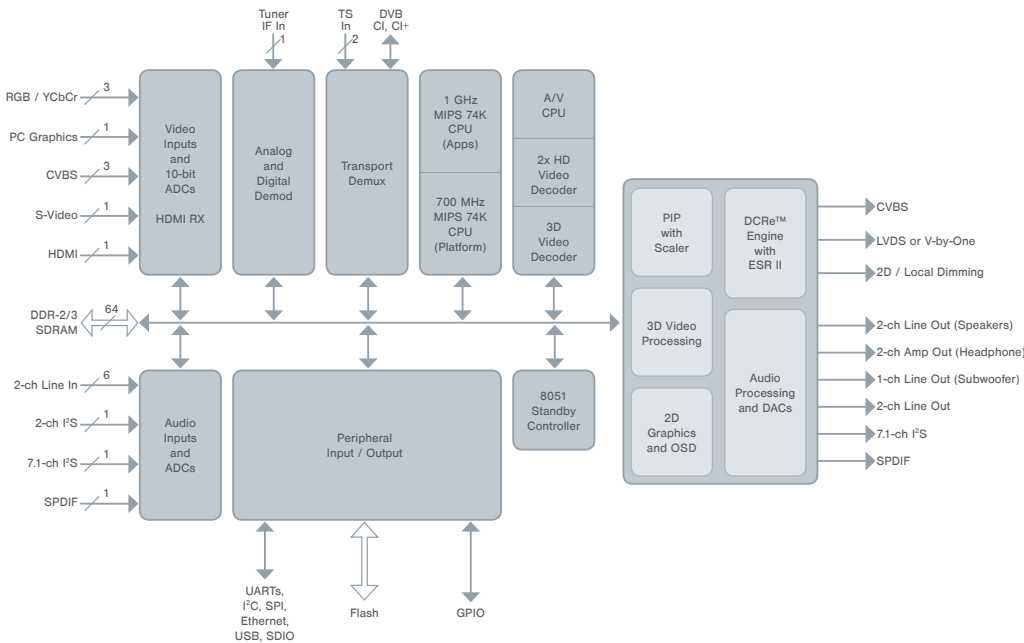 Tuner
IF In
1
TS
In
2
DVB
CI, CI+
RGB / YCbCr
3
PC Graphics
1
CVBS
3
S-Video
1
HDMI
1
Video
Inputs
and
10-bit
ADCs
HDMI RX
Analog
and
Digital
Demod
Transport
Demux
1 GHz
MIPS 74K
CPU
(Apps)
700 MHz
MIPS 74K
CPU
(Platform)
A/V
CPU
2x HD
Video
Decoder
3D
Video
Decoder
DDR-2/3
SDRAM
64
PIP
with
Scaler
DCRe™
Engine
with
ESR II
3D Video
Processing
2D
Graphics
and OSD
Audio
Processing
and DACs
CVBS
LVDS or V-by-One
2D / Local Dimming
2-ch Line Out (Speakers)
2-ch Amp Out (Headphone)
1-ch Line Out (Subwoofer)
2-ch Line Out
7.1-ch I²S
SPDIF
2-ch Line In
6
2-ch I²S
1
7.1-ch I²S
1
SPDIF
1
Audio
Inputs
and
ADCs
Peripheral
Input / Output
8051
Standby
Controller
UARTs,
I²C, SPI,
Ethernet,
USB, SDIO
Flash
GPIO